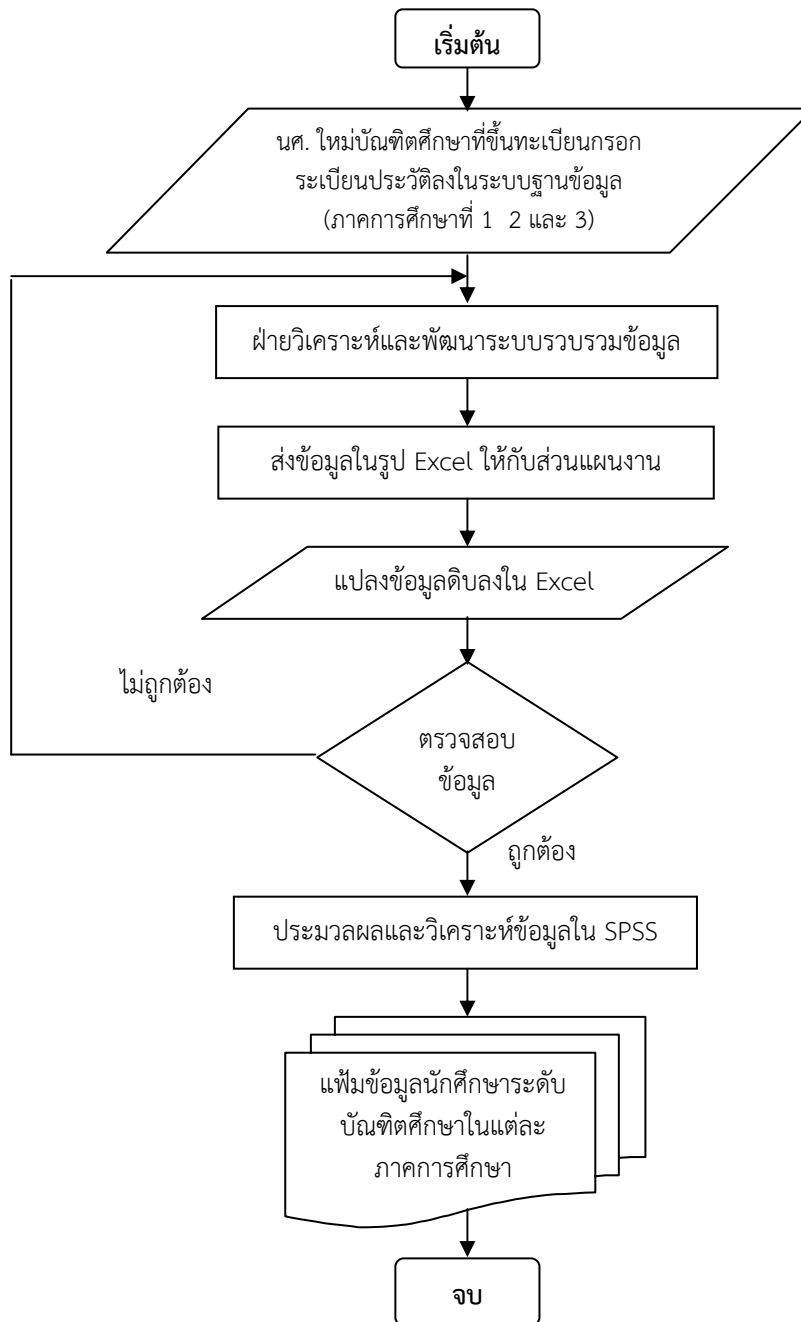 เริ่มต้น
นศ. ใหม่บัณฑิตศึกษาที่ขึ้นทะเบียนกรอก
ระเบียนประวัติลงในระบบฐานข้อมูล
(ภาคการศึกษาที่ 1 2 และ 3)
ฝ่ายวิเคราะห์และพัฒนาระบบรวบรวมข้อมูล
ส่งข้อมูลในรูป Excel ให้กับส่วนแผนงาน
แปลงข้อมูลดิบลงใน Excel
ไม่ถูกต้อง
ตรวจสอบ
ข้อมูล
ถูกต้อง
ประมวลผลและวิเคราะห์ข้อมูลใน SPSS
แฟ้มข้อมูลนักศึกษาระดับ
บัณฑิตศึกษาในแต่ละ
ภาคการศึกษา
จบ